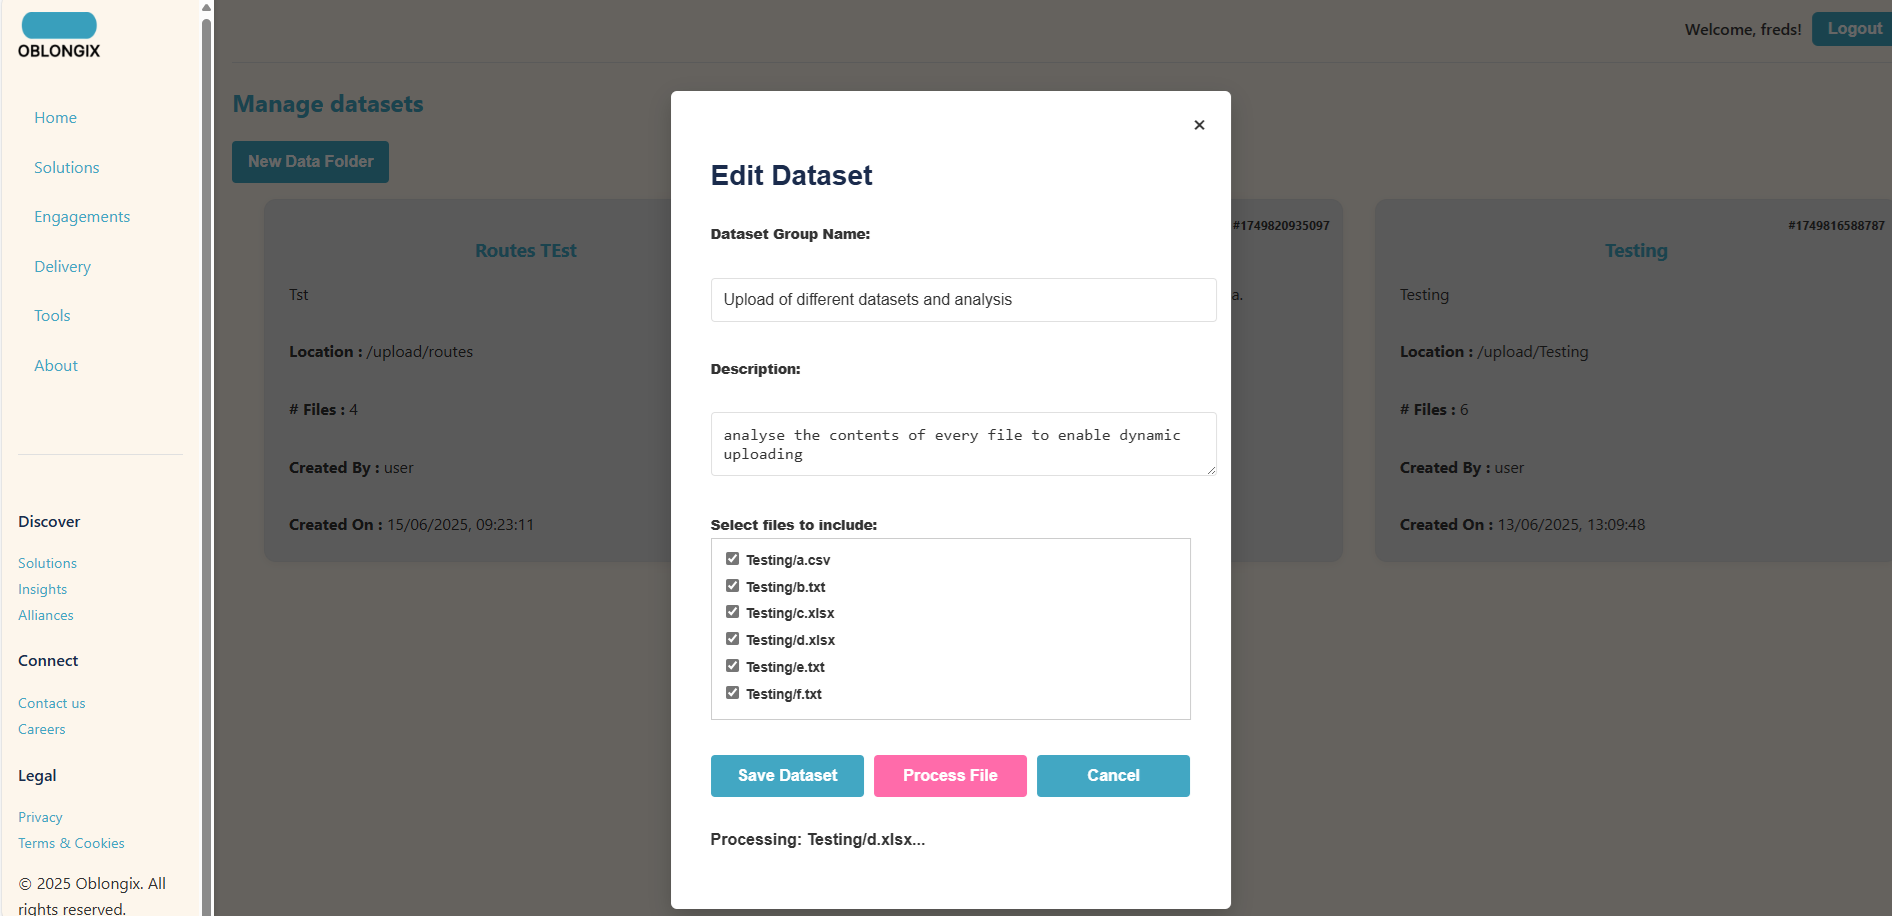 OBLONGIX
Home
Solutions
Engagements
Delivery
Tools
About
Discover
Solutions
Insights
Alliances
Connect
Contact us
Careers
Legal
Privacy
Terms & Cookies
© 2025 Oblongix. All
rights reserved.
Welcome, freds!
Logout
Manage datasets
New Data Folder
Routes TEst
Tst
Location : /upload/routes
# Files : 4
Created By : user
Created On : 15/06/2025, 09:23:11
#1749820935097
a.
#1749816588787
Testing
Testing
Location : /upload/Testing
# Files : 6
Created By : user
Created On : 13/06/2025, 13:09:48
×
Edit Dataset
Dataset Group Name:
Upload of different datasets and analysis
Description:
analyse the contents of every file to enable dynamic
uploading
Select files to include:
Testing/a.csv
Testing/b.txt
Testing/c.xlsx
Testing/d.xlsx
Testing/e.txt
Testing/f.txt
Save Dataset
Process File
Cancel
Processing: Testing/d.xlsx...